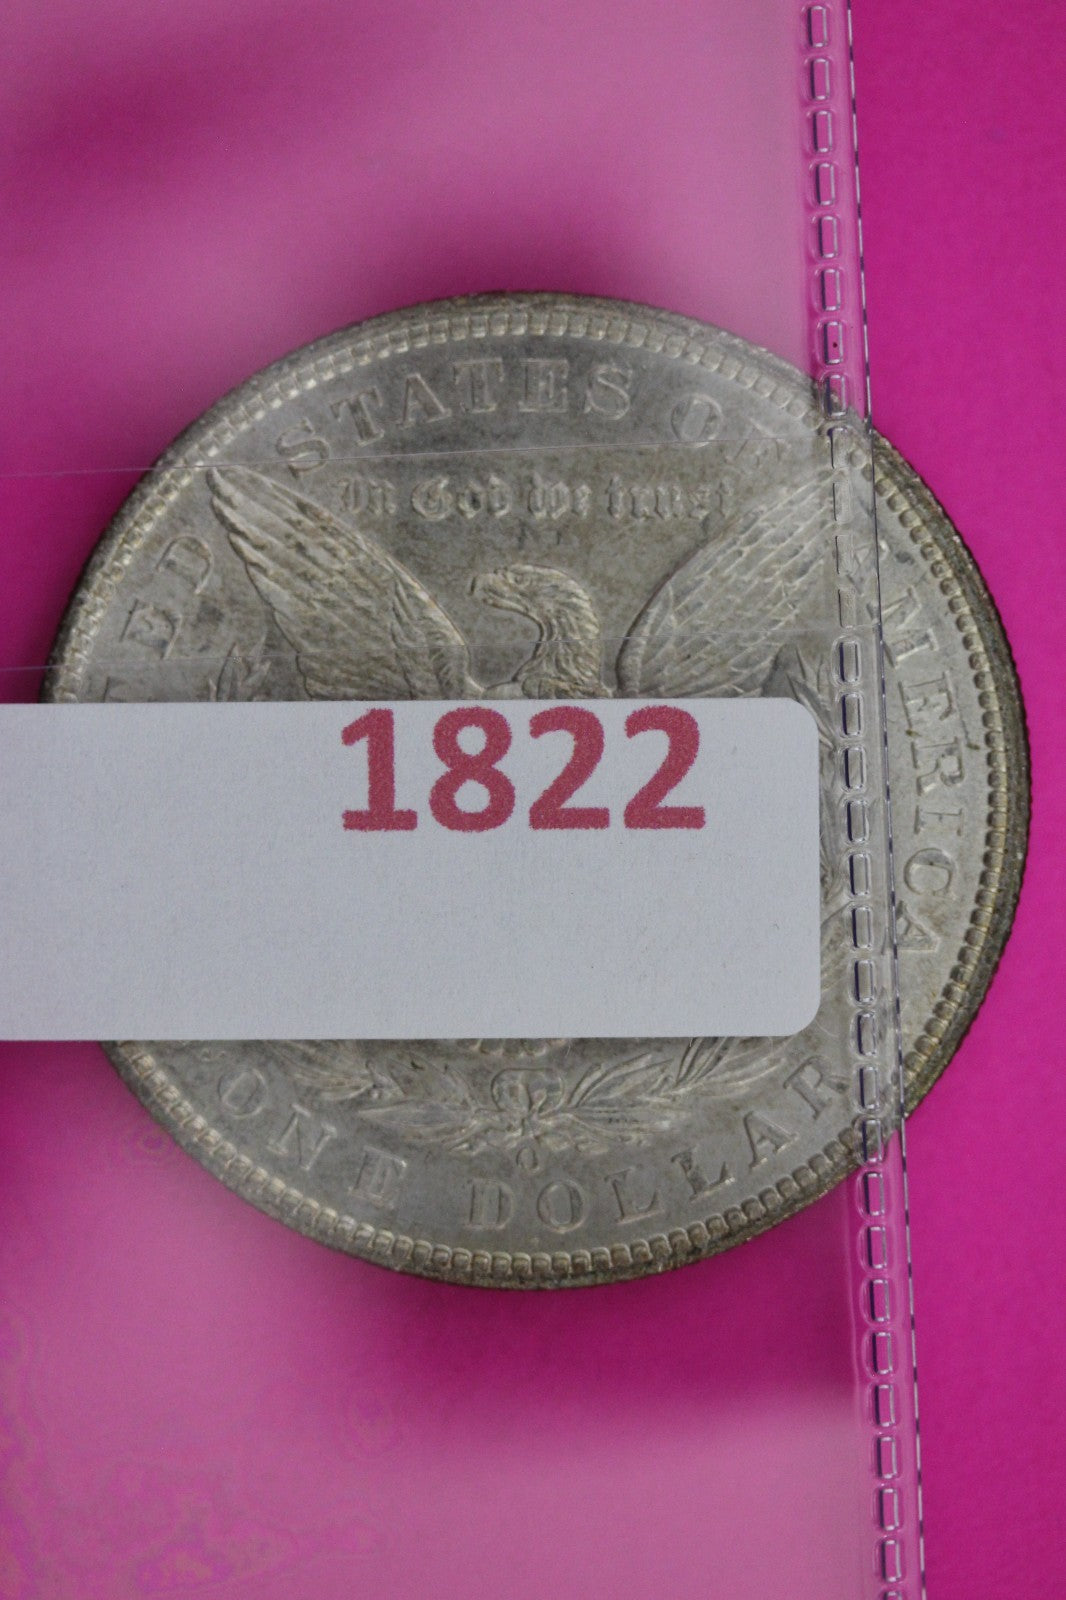 ED STATES OF AMERICA
In God we trust
1822
O
ONE DOLLAR